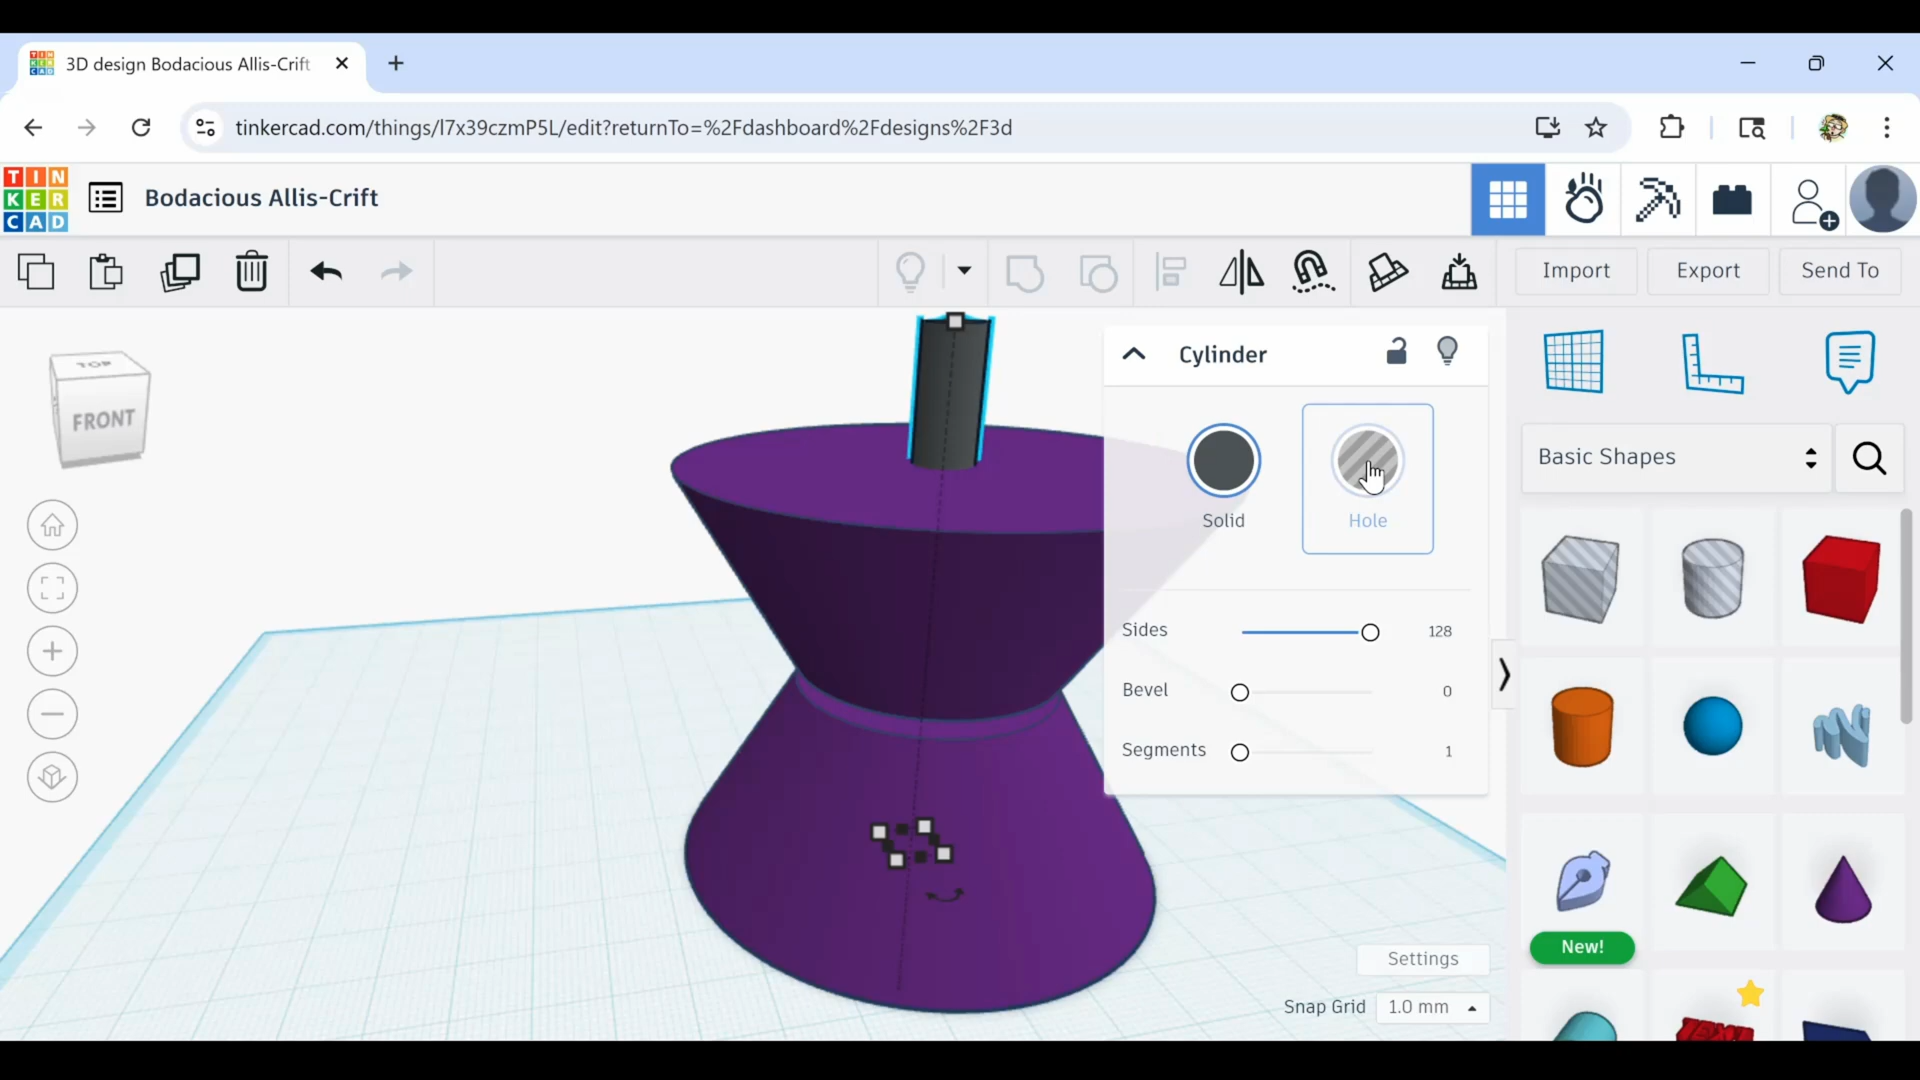 3D design Bodacious Allis-Crift
tinkercad.com/things/l7x39czmP5L/edit?returnTo=%2Fdashboard%2Fdesigns%2F3d
TIN
KER
CAD
Bodacious Allis-Crift
Import
Export
Send To
TOP
FRONT
Cylinder
Solid
Hole
Sides
128
Bevel
0
Segments
1
Basic Shapes
New!
TEXT
Settings
Snap Grid
1.0 mm